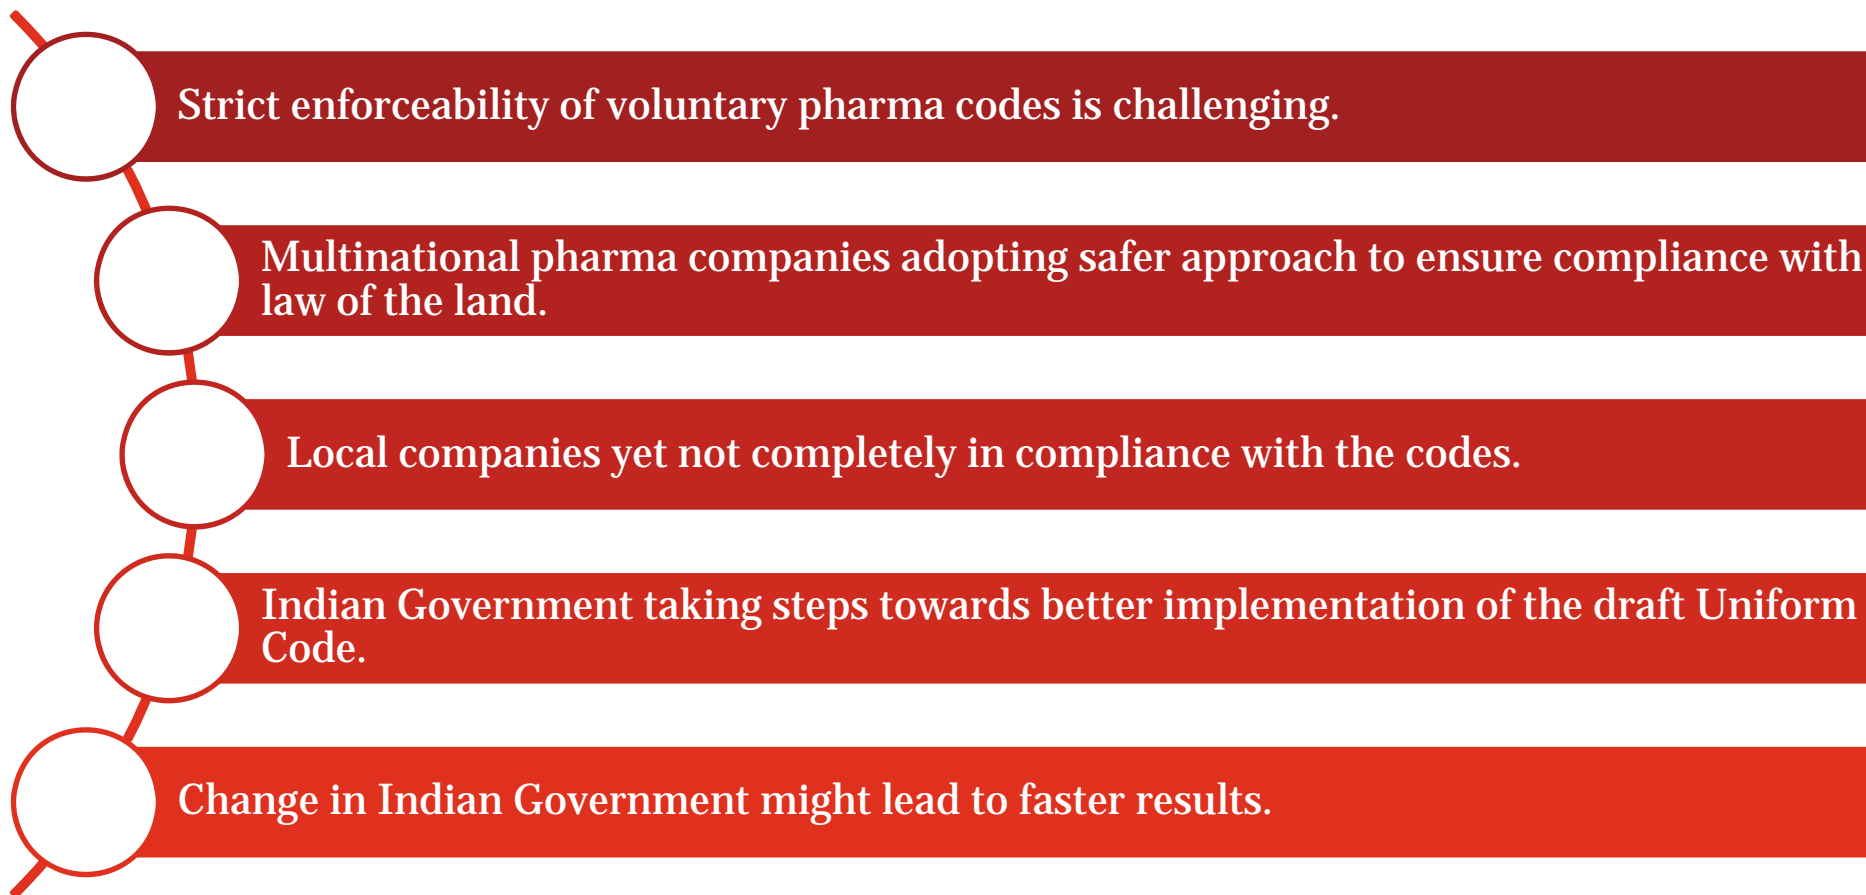 Strict enforceability of voluntary pharma codes is challenging.
Multinational pharma companies adopting safer approach to ensure compliance with
law of the land.
Local companies yet not completely in compliance with the codes.
Indian Government taking steps towards better implementation of the draft Uniform
Code.
Change in Indian Government might lead to faster results.